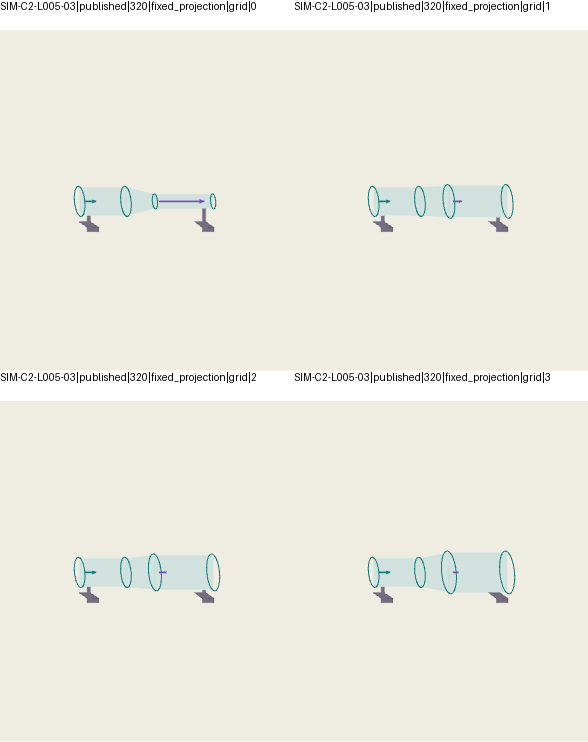 SIM-C2-L005-03|published|320|fixed_projection|grid|0
SIM-C2-L005-03|published|320|fixed_projection|grid|1
SIM-C2-L005-03|published|320|fixed_projection|grid|2
SIM-C2-L005-03|published|320|fixed_projection|grid|3